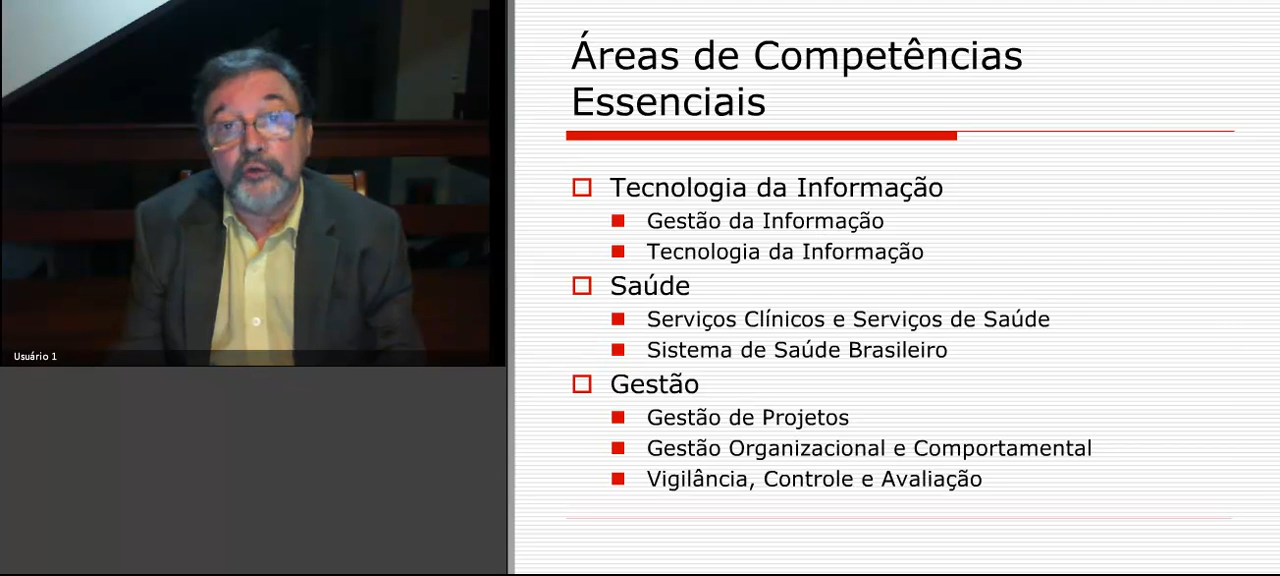 Usuário 1
Áreas de Competências
Essenciais
Tecnologia da Informação
Gestão da Informação
Tecnologia da Informação
Saúde
Serviços Clínicos e Serviços de Saúde
Sistema de Saúde Brasileiro
Gestão
Gestão de Projetos
Gestão Organizacional e Comportamental
Vigilância, Controle e Avaliação